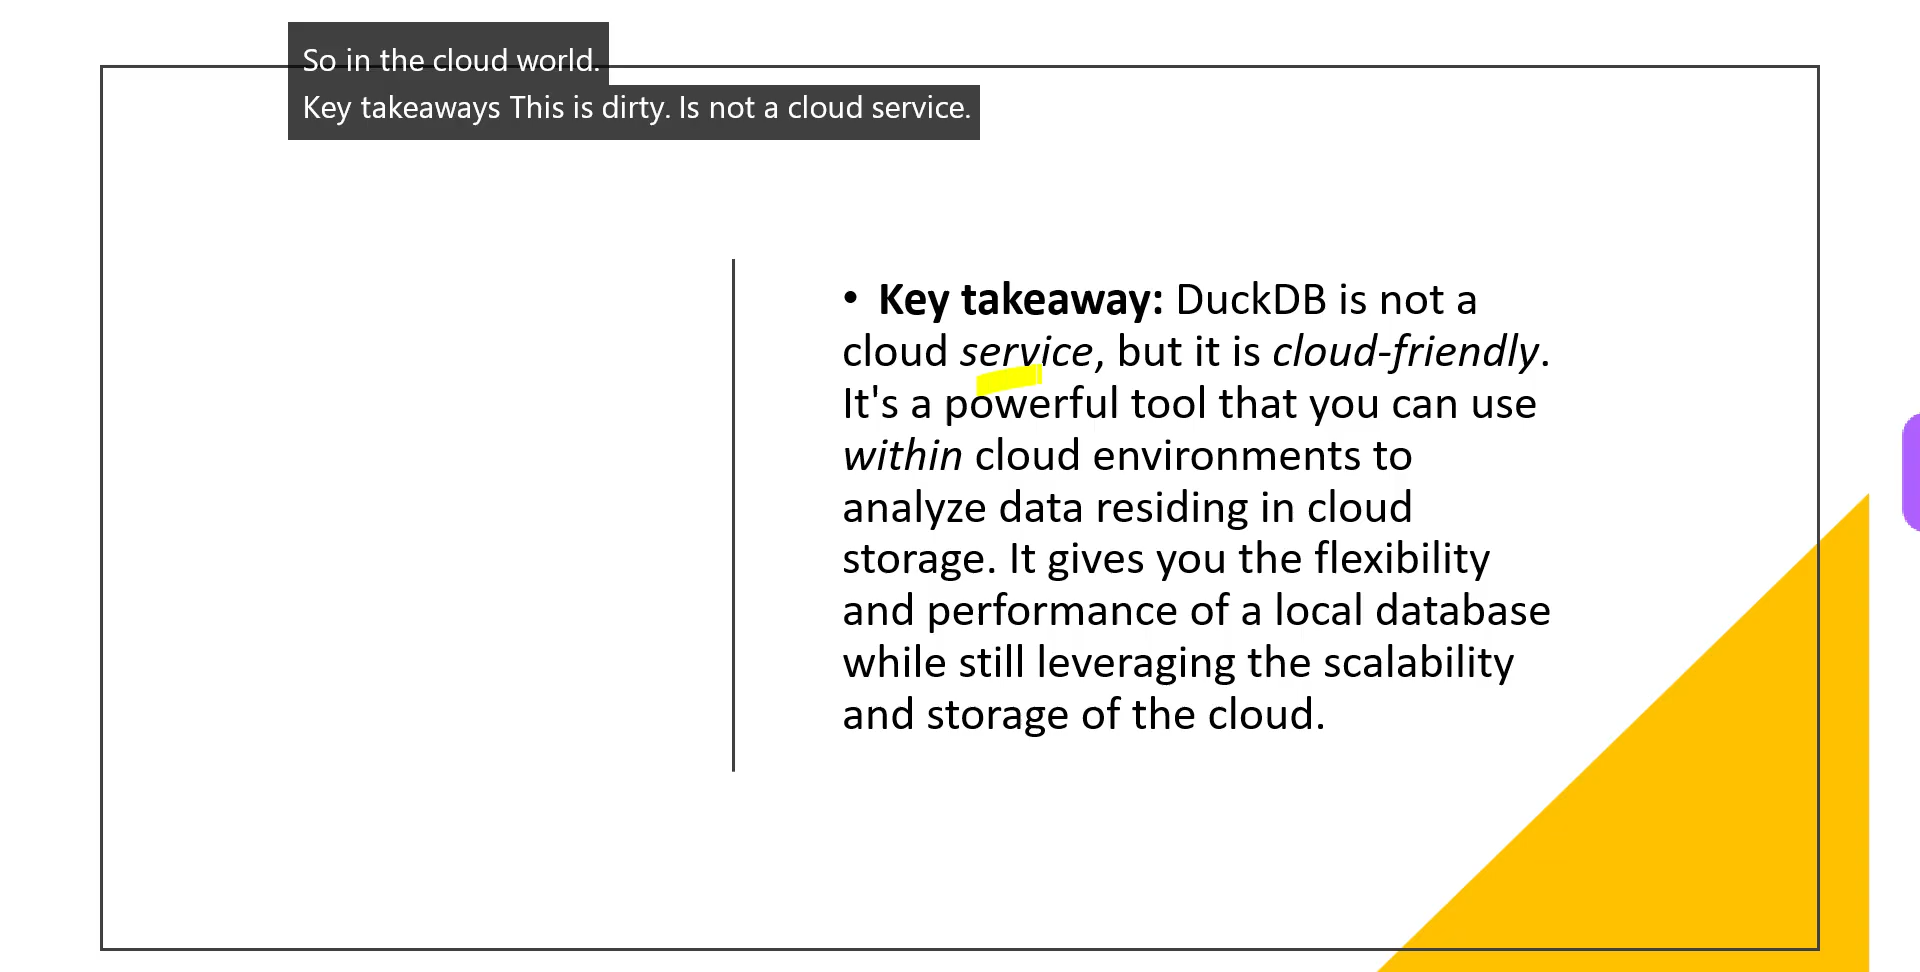 So in the cloud world.
Key takeaways This is dirty. Is not a cloud service.
• Key takeaway: DuckDB is not a
cloud service, but it is cloud-friendly.
It's a powerful tool that you can use
within cloud environments to
analyze data residing in cloud
storage. It gives you the flexibility
and performance of a local database
while still leveraging the scalability
and storage of the cloud.